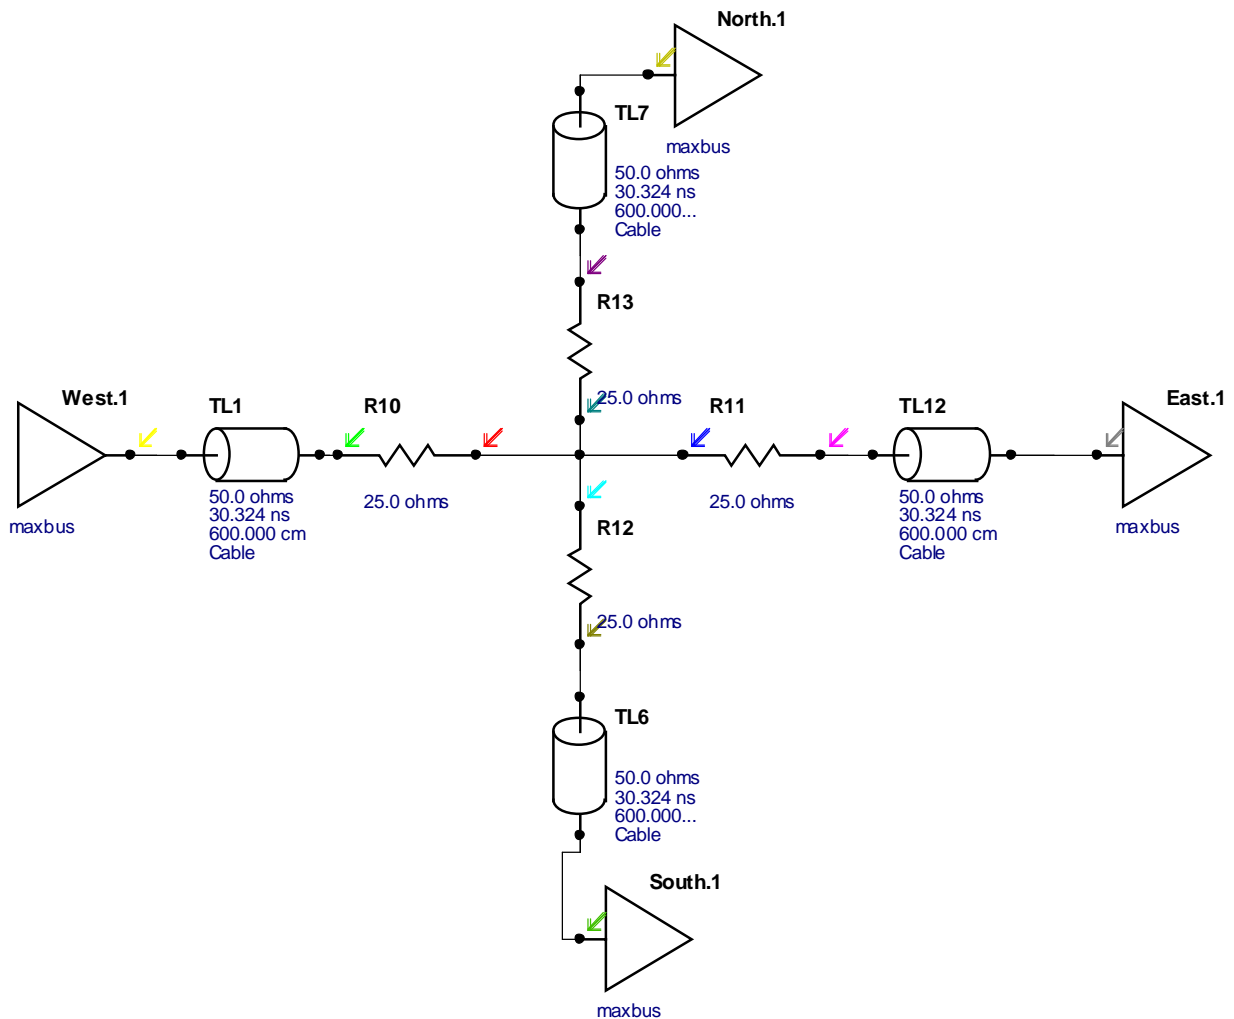 North.1
TL7
maxbus
50.0 ohms
30.324 ns
600.000...
Cable
R13
25.0 ohms
West.1
TL1
R10
R11
TL12
East.1
maxbus
50.0 ohms
30.324 ns
600.000 cm
Cable
25.0 ohms
25.0 ohms
50.0 ohms
30.324 ns
600.000 cm
Cable
maxbus
R12
25.0 ohms
TL6
50.0 ohms
30.324 ns
600.000...
Cable
South.1
maxbus